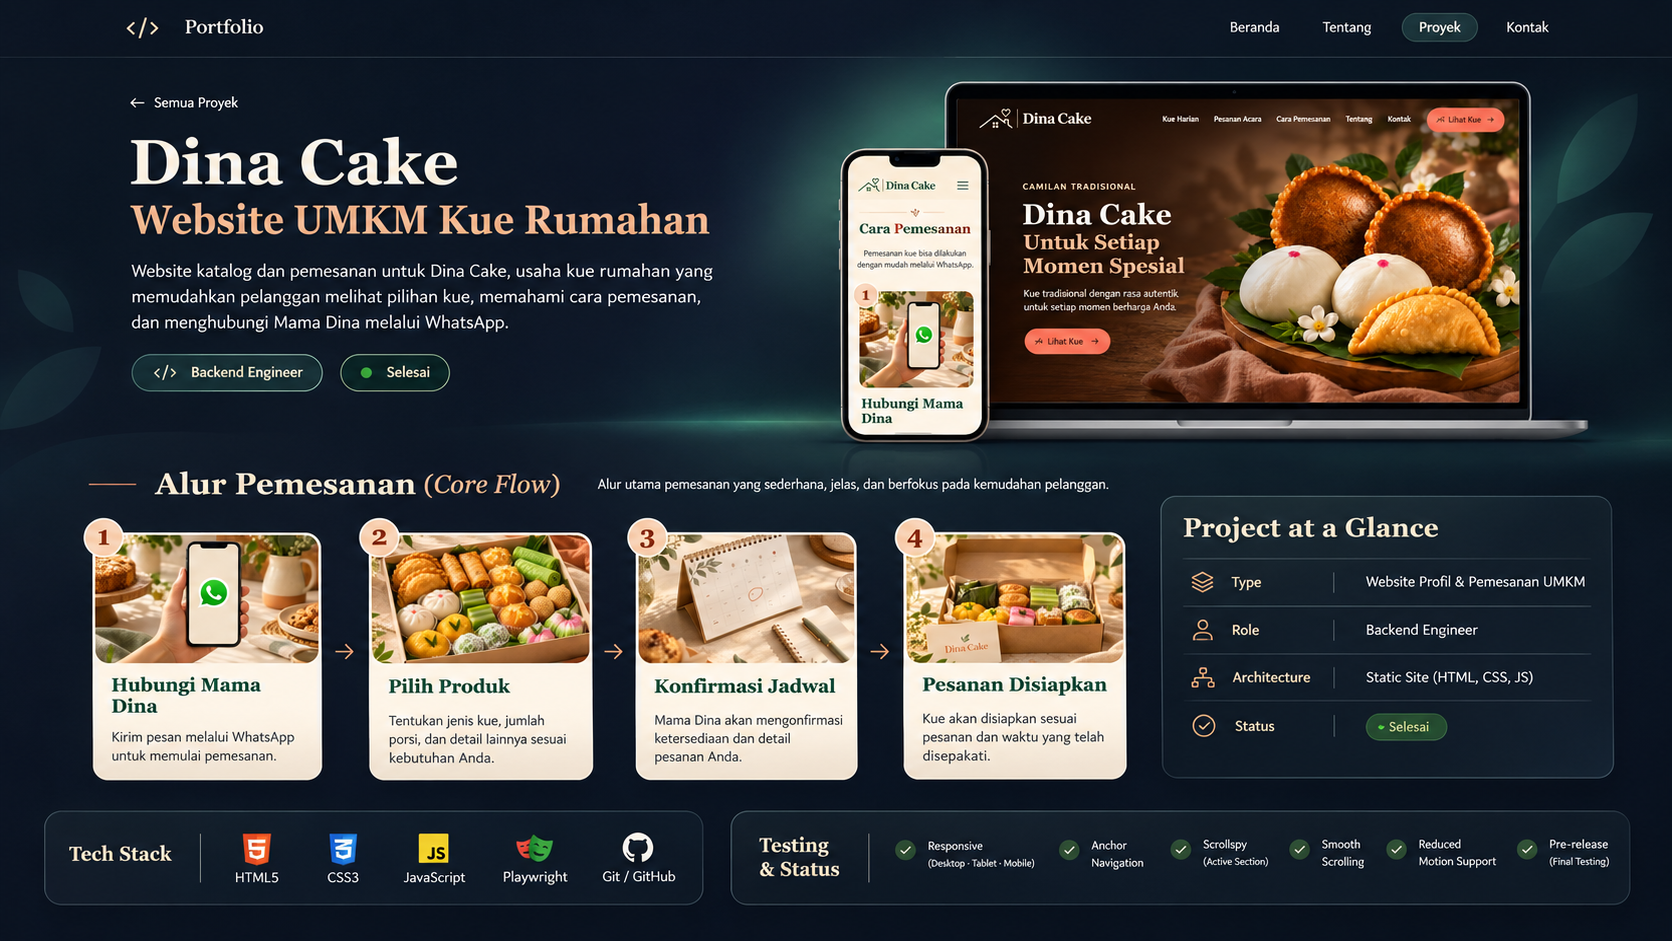 </> Portfolio
Beranda Tentang Proyek Kontak
← Semua Proyek
Dina Cake
Website UMKM Kue Rumahan
Website katalog dan pemesanan untuk Dina Cake, usaha kue rumahan yang
memudahkan pelanggan melihat pilihan kue, memahami cara pemesanan,
dan menghubungi Mama Dina melalui WhatsApp.
</> Backend Engineer
Selesai
Dina Cake
Cara Pemesanan
Pemesanan kue bisa dilakukan
dengan mudah melalui WhatsApp.
1
Hubungi Mama
Dina
Dina Cake
Kue Harian Pesanan Acara Cara Pemesanan Tentang Kontak Lihat Kue →
CAMILAN TRADISIONAL
Dina Cake
Untuk Setiap
Momen Spesial
Kue tradisional dengan rasa autentik
untuk setiap momen berharga Anda.
Lihat Kue →
Alur Pemesanan (Core Flow)
Alur utama pemesanan yang sederhana, jelas, dan berfokus pada kemudahan pelanggan.
1
Hubungi Mama
Dina
Kirim pesan melalui WhatsApp
untuk memulai pemesanan.
→
2
Pilih Produk
Tentukan jenis kue, jumlah
porsi, dan detail lainnya sesuai
kebutuhan Anda.
→
3
Konfirmasi Jadwal
Mama Dina akan mengonfirmasi
ketersediaan dan detail
pesanan Anda.
→
4
Dina Cake
Pesanan Disiapkan
Kue akan disiapkan sesuai
pesanan dan waktu yang telah
disepakati.
Project at a Glance
Type Website Profil & Pemesanan UMKM
Role Backend Engineer
Architecture Static Site (HTML, CSS, JS)
Status Selesai
Tech Stack
5
HTML5
3
CSS3
JS
JavaScript
Playwright
Git / GitHub
Testing
& Status
Responsive
(Desktop · Tablet · Mobile)
Anchor
Navigation
Scrollspy
(Active Section)
Smooth
Scrolling
Reduced
Motion Support
Pre-release
(Final Testing)